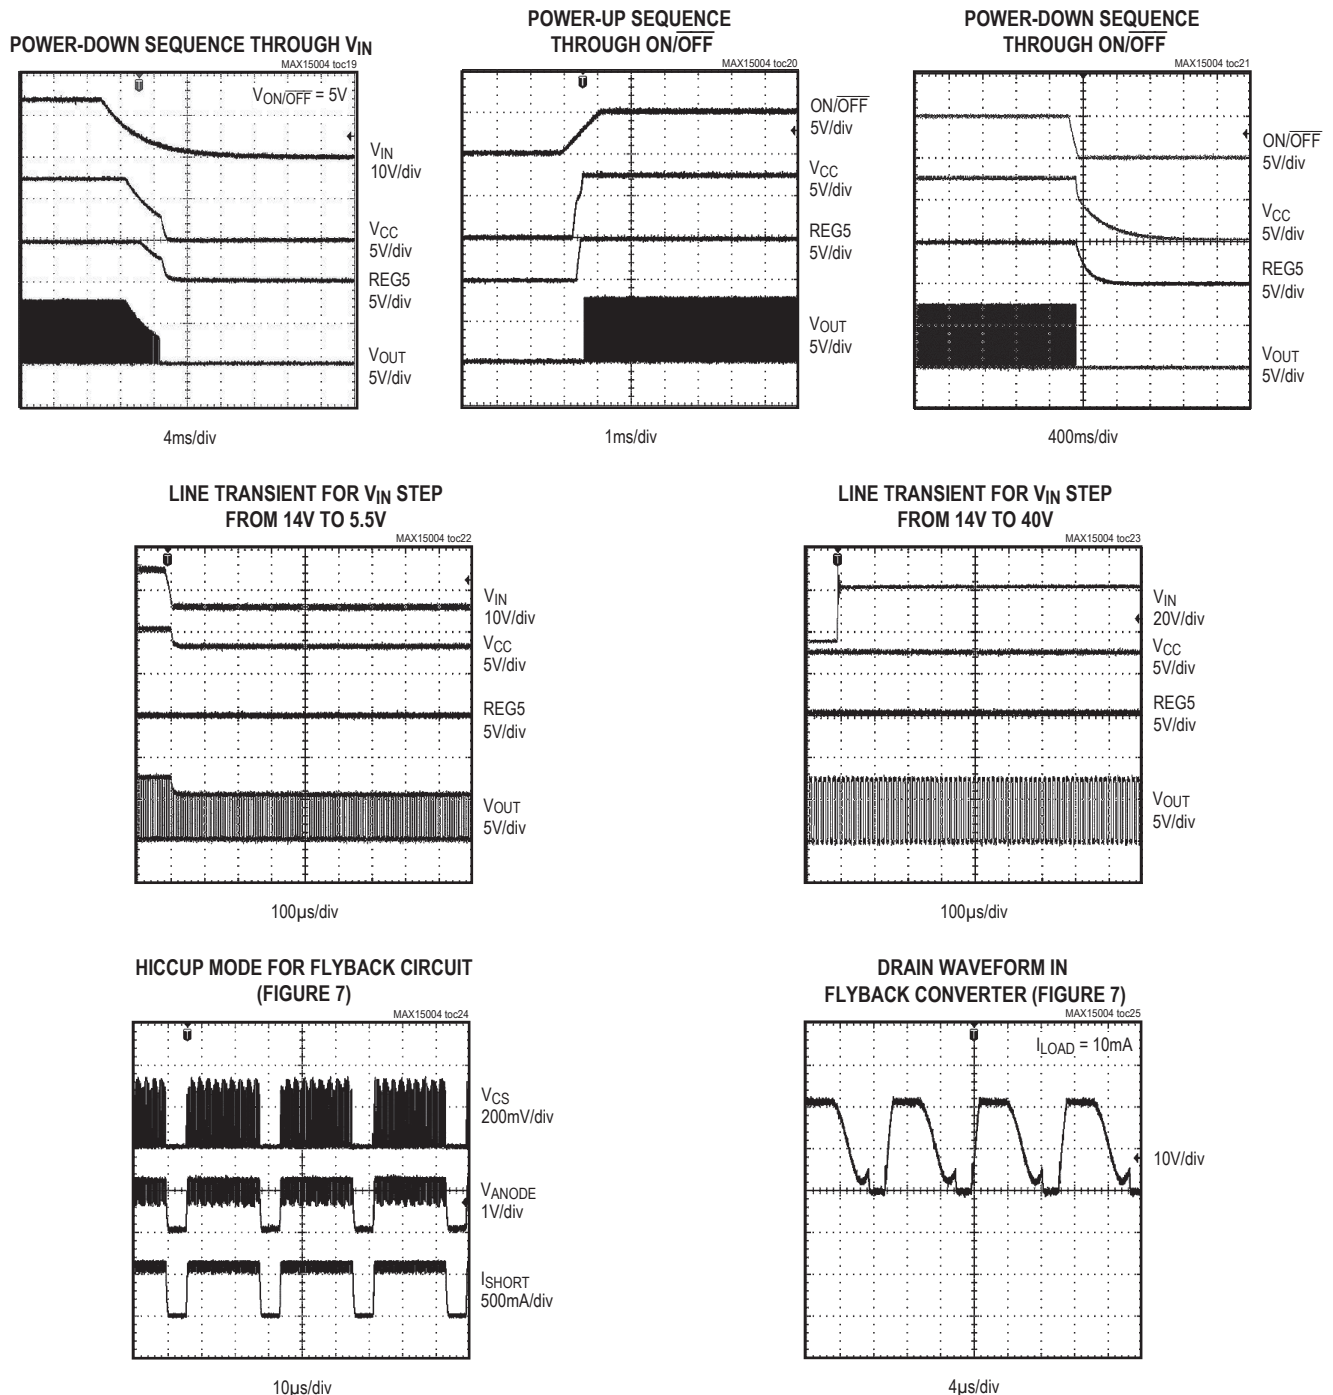 POWER-DOWN SEQUENCE THROUGH VIN
MAX15004 toc19
VON/OFF = 5V
VIN
10V/div
VCC
5V/div
REG5
5V/div
VOUT
5V/div
4ms/div
POWER-UP SEQUENCE
THROUGH ON/OFF
MAX15004 toc20
ON/OFF
5V/div
VCC
5V/div
REG5
5V/div
VOUT
5V/div
1ms/div
POWER-DOWN SEQUENCE
THROUGH ON/OFF
MAX15004 toc21
ON/OFF
5V/div
VCC
5V/div
REG5
5V/div
VOUT
5V/div
400ms/div
LINE TRANSIENT FOR VIN STEP
FROM 14V TO 5.5V
MAX15004 toc22
VIN
10V/div
VCC
5V/div
REG5
5V/div
VOUT
5V/div
100µs/div
LINE TRANSIENT FOR VIN STEP
FROM 14V TO 40V
MAX15004 toc23
VIN
20V/div
VCC
5V/div
REG5
5V/div
VOUT
5V/div
100µs/div
HICCUP MODE FOR FLYBACK CIRCUIT
(FIGURE 7)
MAX15004 toc24
VCS
200mV/div
VANODE
1V/div
ISHORT
500mA/div
10µs/div
DRAIN WAVEFORM IN
FLYBACK CONVERTER (FIGURE 7)
MAX15004 toc25
ILOAD = 10mA
10V/div
4µs/div